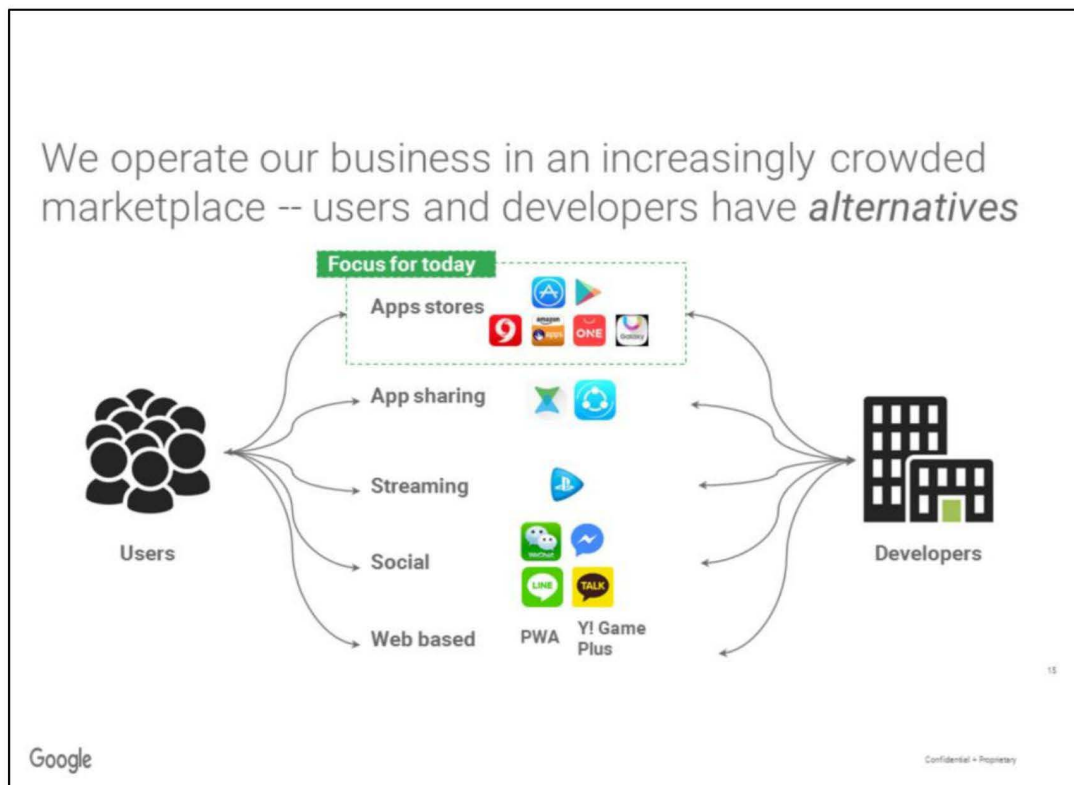 We operate our business in an increasingly crowded
marketplace -- users and developers have alternatives
Focus for today
Apps stores
amazon
apps
ONE
Galaxy
App sharing
Streaming
Users
Developers
WeChat
Social
LINE
TALK
Web based
PWA
Y! Game
Plus
15
Google
Confidential + Proprietary